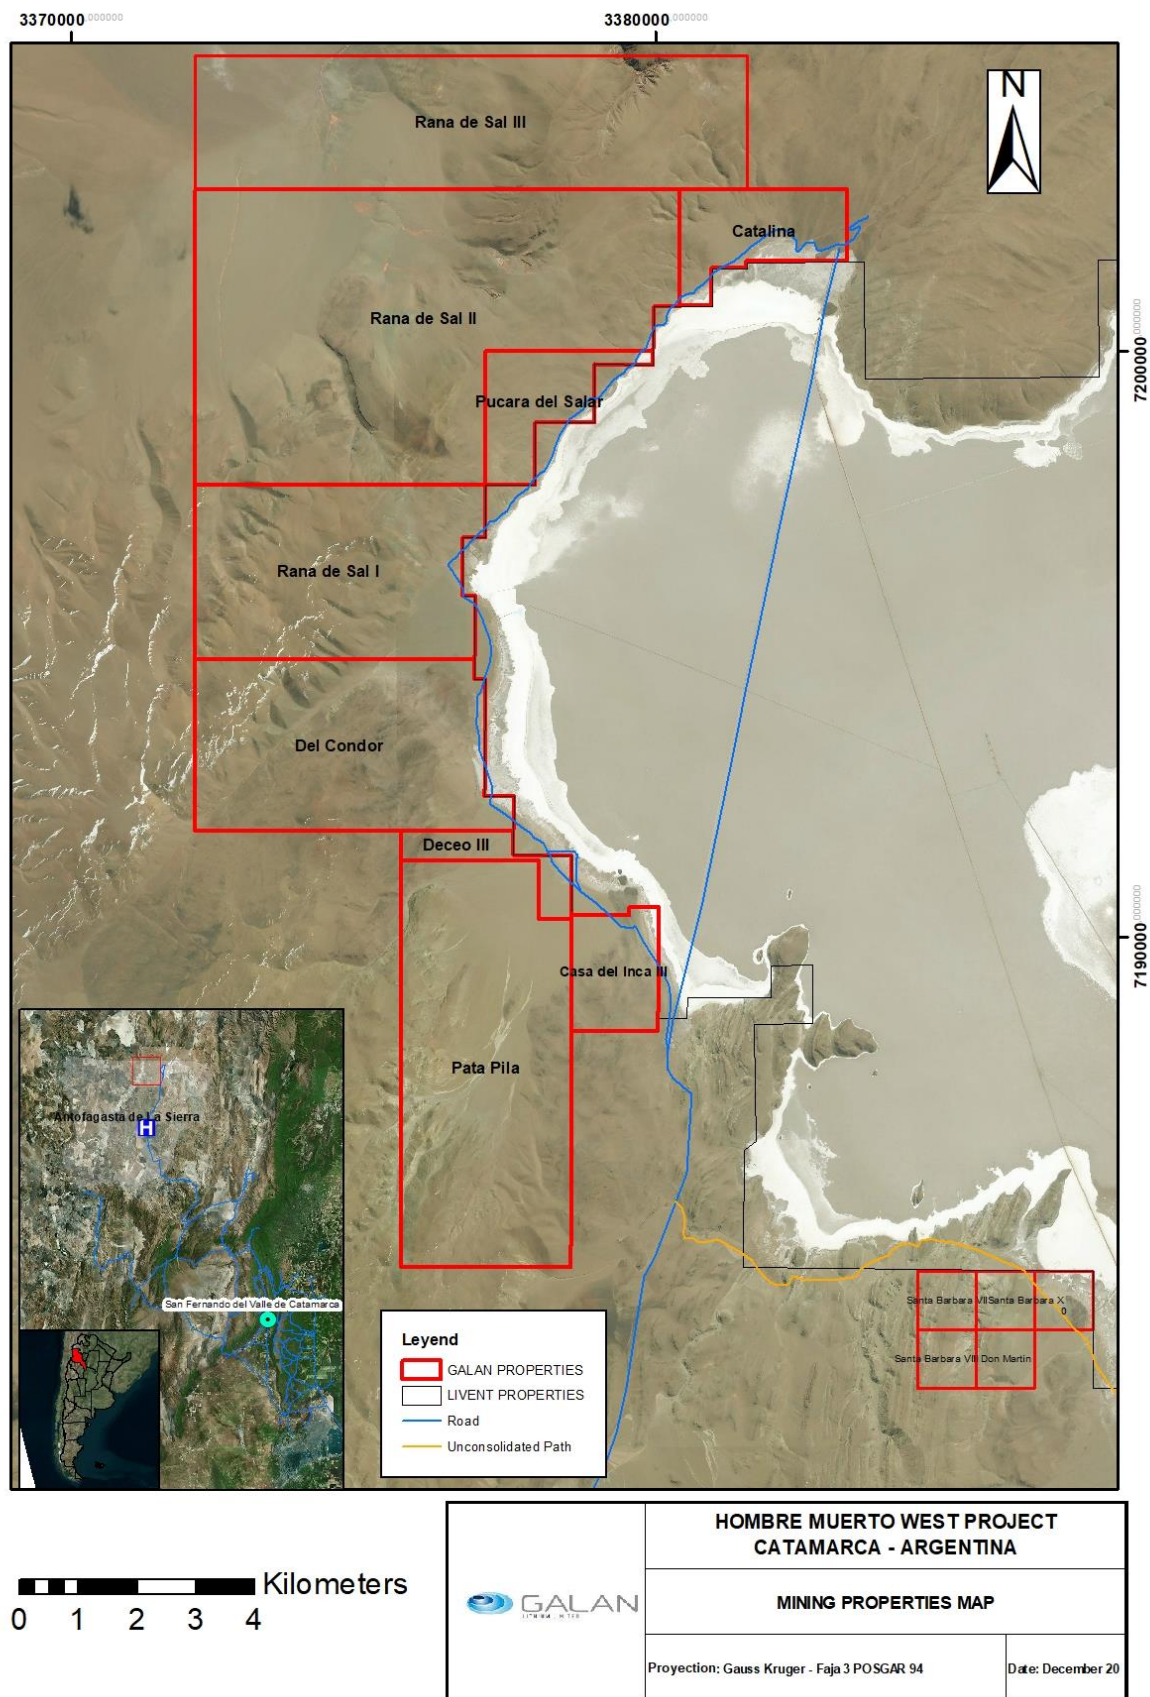 3370000.000000
3380000.000000
N
Rana de Sal III
Catalina
Rana de Sal II
7200000.000000
Pucara del Salar
Rana de Sal I
Del Condor
Deceo III
7190000.000000
Casa del Inca III
Pata Pila
Antofagasta de La Sierra
H
San Fernando del Valle de Catamarca
Santa Barbara VII Santa Barbara X
0
Santa Barbara VIII Don Martin
Leyend
GALAN PROPERTIES
LIVENT PROPERTIES
Road
Unconsolidated Path
Kilometers
0 1 2 3 4
GALAN
LITHIUM LIMITED
HOMBRE MUERTO WEST PROJECT
CATAMARCA - ARGENTINA
MINING PROPERTIES MAP
Proyection: Gauss Kruger - Faja 3 POSGAR 94
Date: December 20